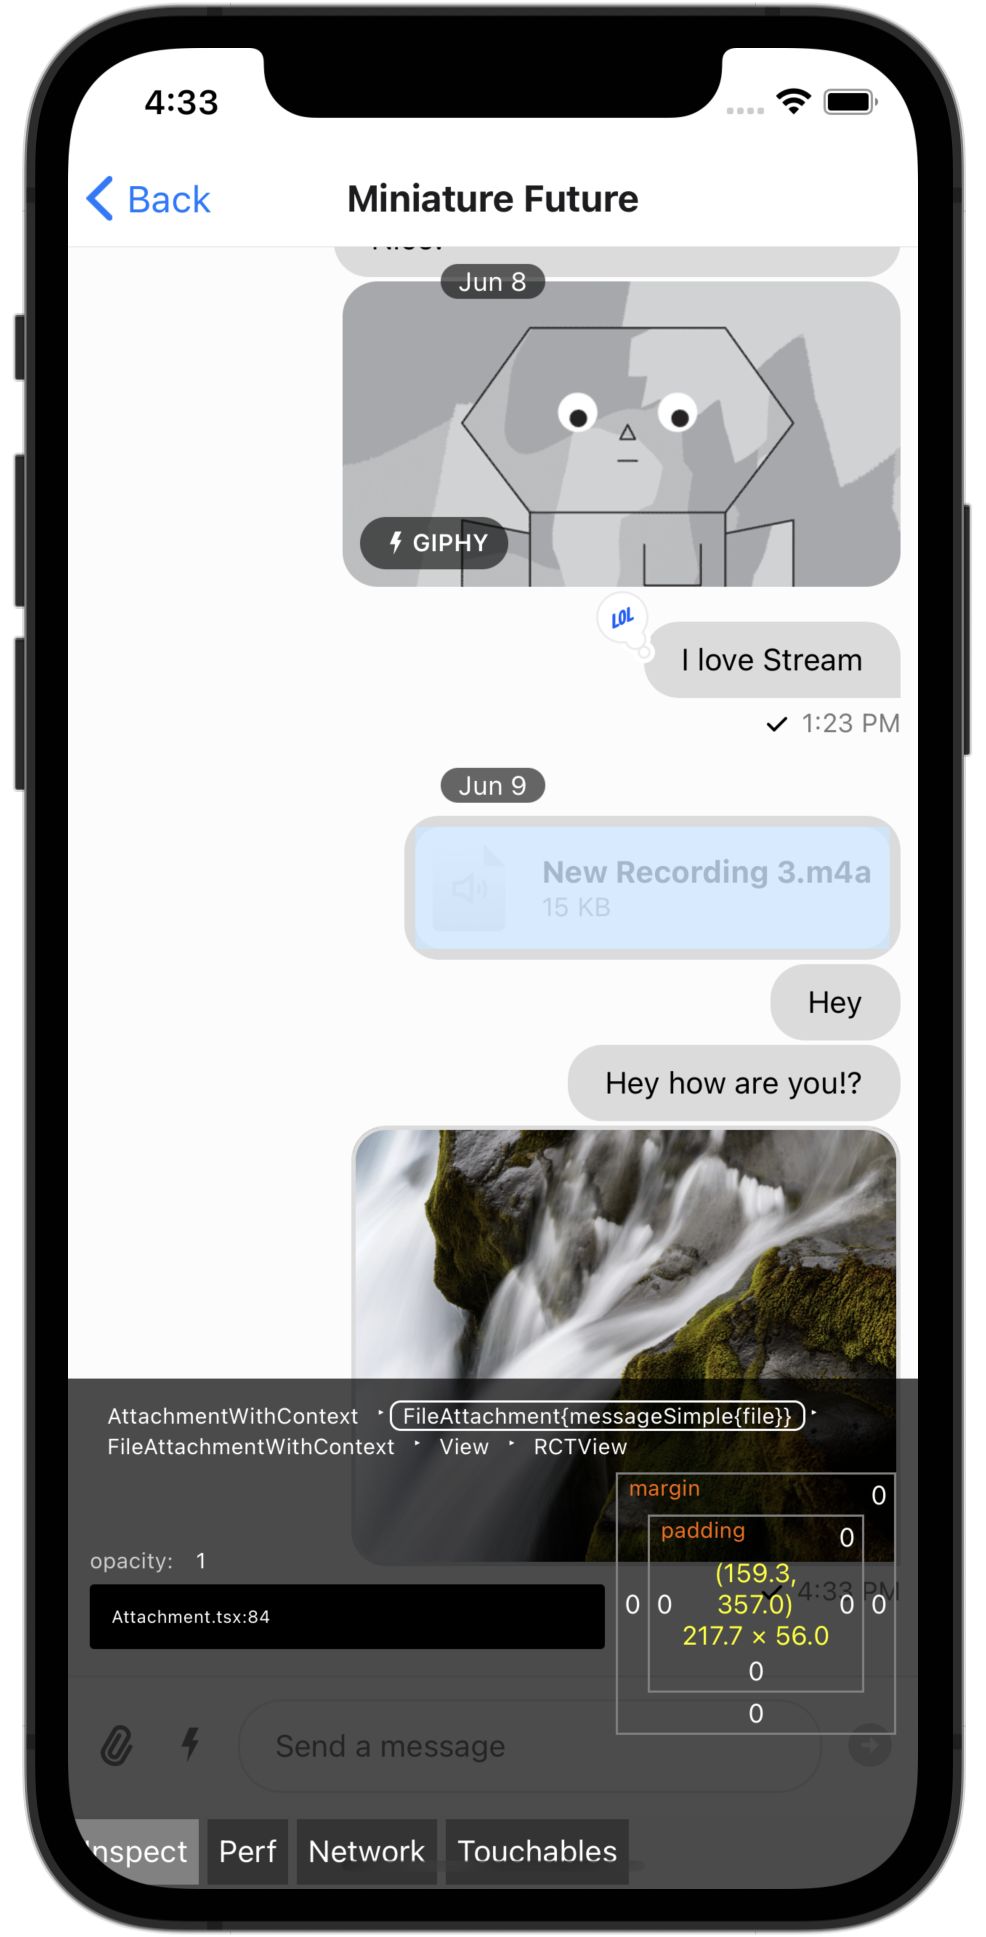 4:33
Back
Miniature Future
Jun 8
GIPHY
LOL
I love Stream
1:23 PM
Jun 9
New Recording 3.m4a
15 KB
Hey
Hey how are you!?
AttachmentWithContext ‣ FileAttachment{messageSimple{file}} ‣
FileAttachmentWithContext ‣ View ‣ RCTView
margin 0
padding 0
opacity: 1
(159.3,
4:33 PM
Attachment.tsx:84
0 0 357.0) 0 0
217.7 × 56.0
0
0
Send a message
Inspect Perf Network Touchables